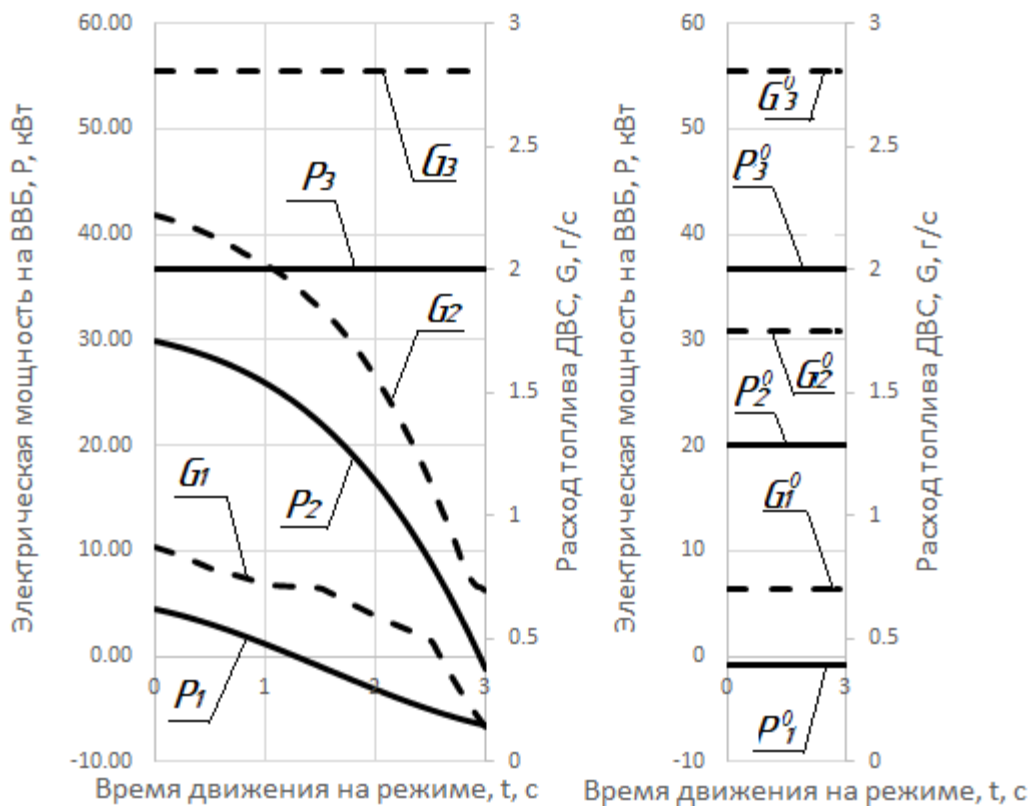 Электрическая мощность на ВВБ, P, кВт
60.00
50.00
40.00
30.00
20.00
10.00
0.00
-10.00
0
1
2
3
3
2.5
2
1.5
1
0.5
0
Расход топлива ДВС, G, г/с
Время движения на режиме, t, с
G3
P3
G2
G1
P2
P1
Электрическая мощность на ВВБ, P, кВт
60
50
40
30
20
10
0
-10
0
3
3
2.5
2
1.5
1
0.5
0
Расход топлива ДВС, G, г/с
Время движения на режиме, t, с
G₃⁰
P₃⁰
G₂⁰
P₂⁰
G₁⁰
P₁⁰